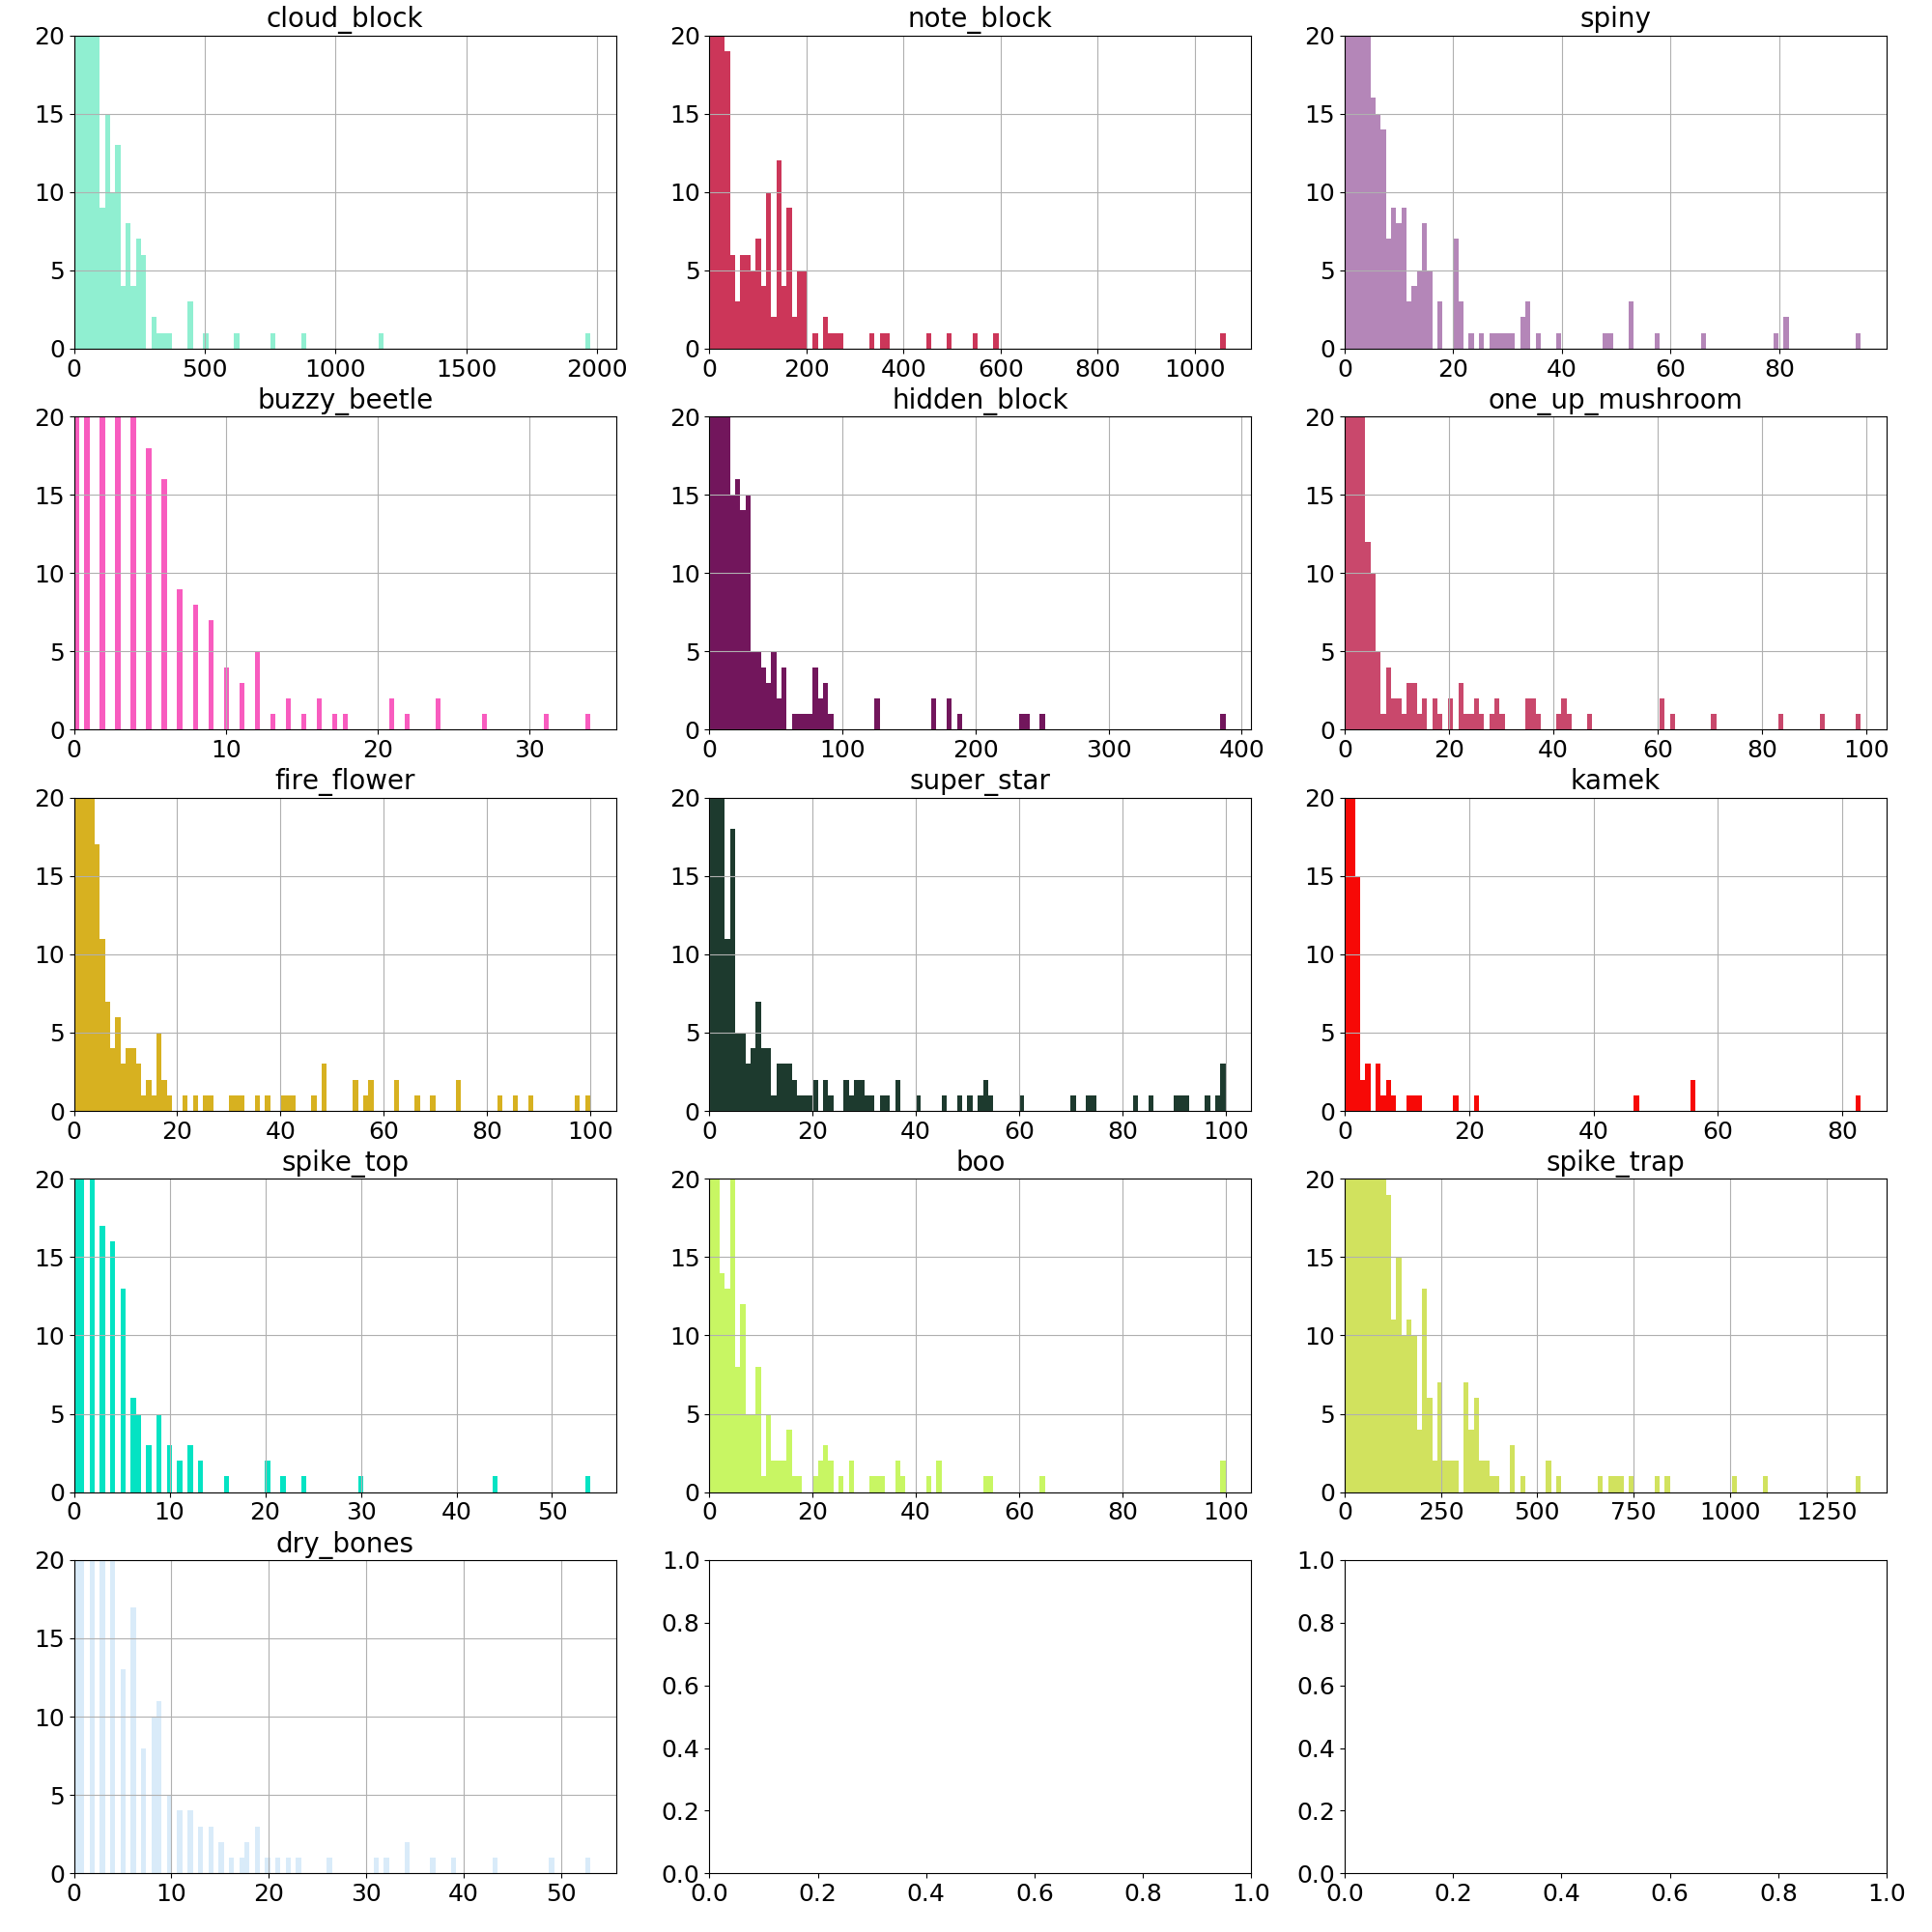 cloud_block note_block spiny
20 20 20
15 15 15
10 10 10
5 5 5
0 0 0
0 500 1000 1500 2000 0 200 400 600 800 1000 0 20 40 60 80
buzzy_beetle hidden_block one_up_mushroom
20 20 20
15 15 15
10 10 10
5 5 5
0 0 0
0 10 20 30 0 100 200 300 400 0 20 40 60 80 100
fire_flower super_star kamek
20 20 20
15 15 15
10 10 10
5 5 5
0 0 0
0 20 40 60 80 100 0 20 40 60 80 100 0 20 40 60 80
spike_top boo spike_trap
20 20 20
15 15 15
10 10 10
5 5 5
0 0 0
0 10 20 30 40 50 0 20 40 60 80 100 0 250 500 750 1000 1250
dry_bones
20 1.0 1.0
0.8 0.8
15
0.6 0.6
10
0.4 0.4
5
0.2 0.2
0 0.0 0.0
0 10 20 30 40 50 0.0 0.2 0.4 0.6 0.8 1.0 0.0 0.2 0.4 0.6 0.8 1.0